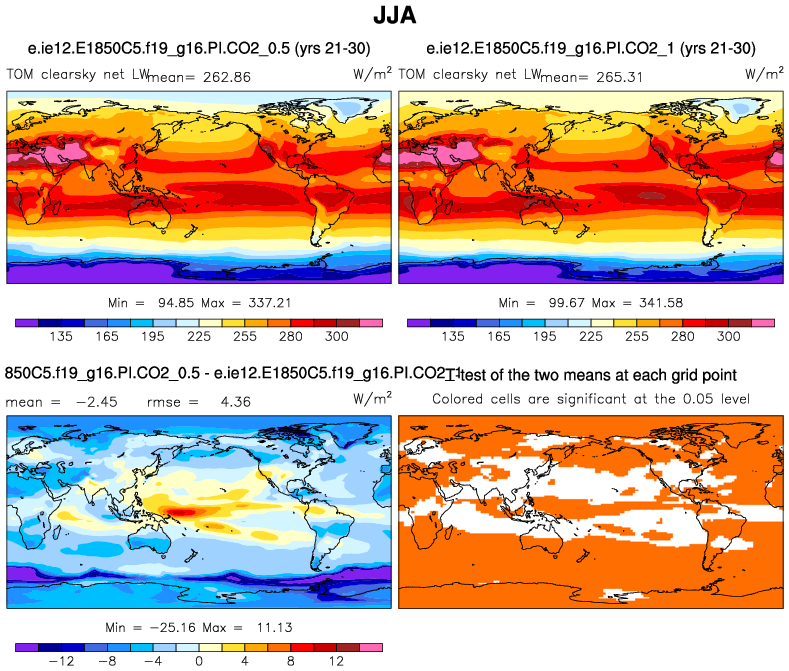 JJA
e.ie12.E1850C5.f19_g16.PI.CO2_0.5 (yrs 21-30)
e.ie12.E1850C5.f19_g16.PI.CO2_1 (yrs 21-30)
TOM clearsky net LW mean= 262.86 W/m2
TOM clearsky net LW mean= 265.31 W/m2
Min = 94.85 Max = 337.21
Min = 99.67 Max = 341.58
135 165 195 225 255 280 300
135 165 195 225 255 280 300
850C5.f19_g16.PI.CO2_0.5 - e.ie12.E1850C5.f19_g16.PI.CO2_1
T-test of the two means at each grid point
mean = -2.45 rmse = 4.36 W/m2
Colored cells are significant at the 0.05 level
Min = -25.16 Max = 11.13
-12 -8 -4 0 4 8 12